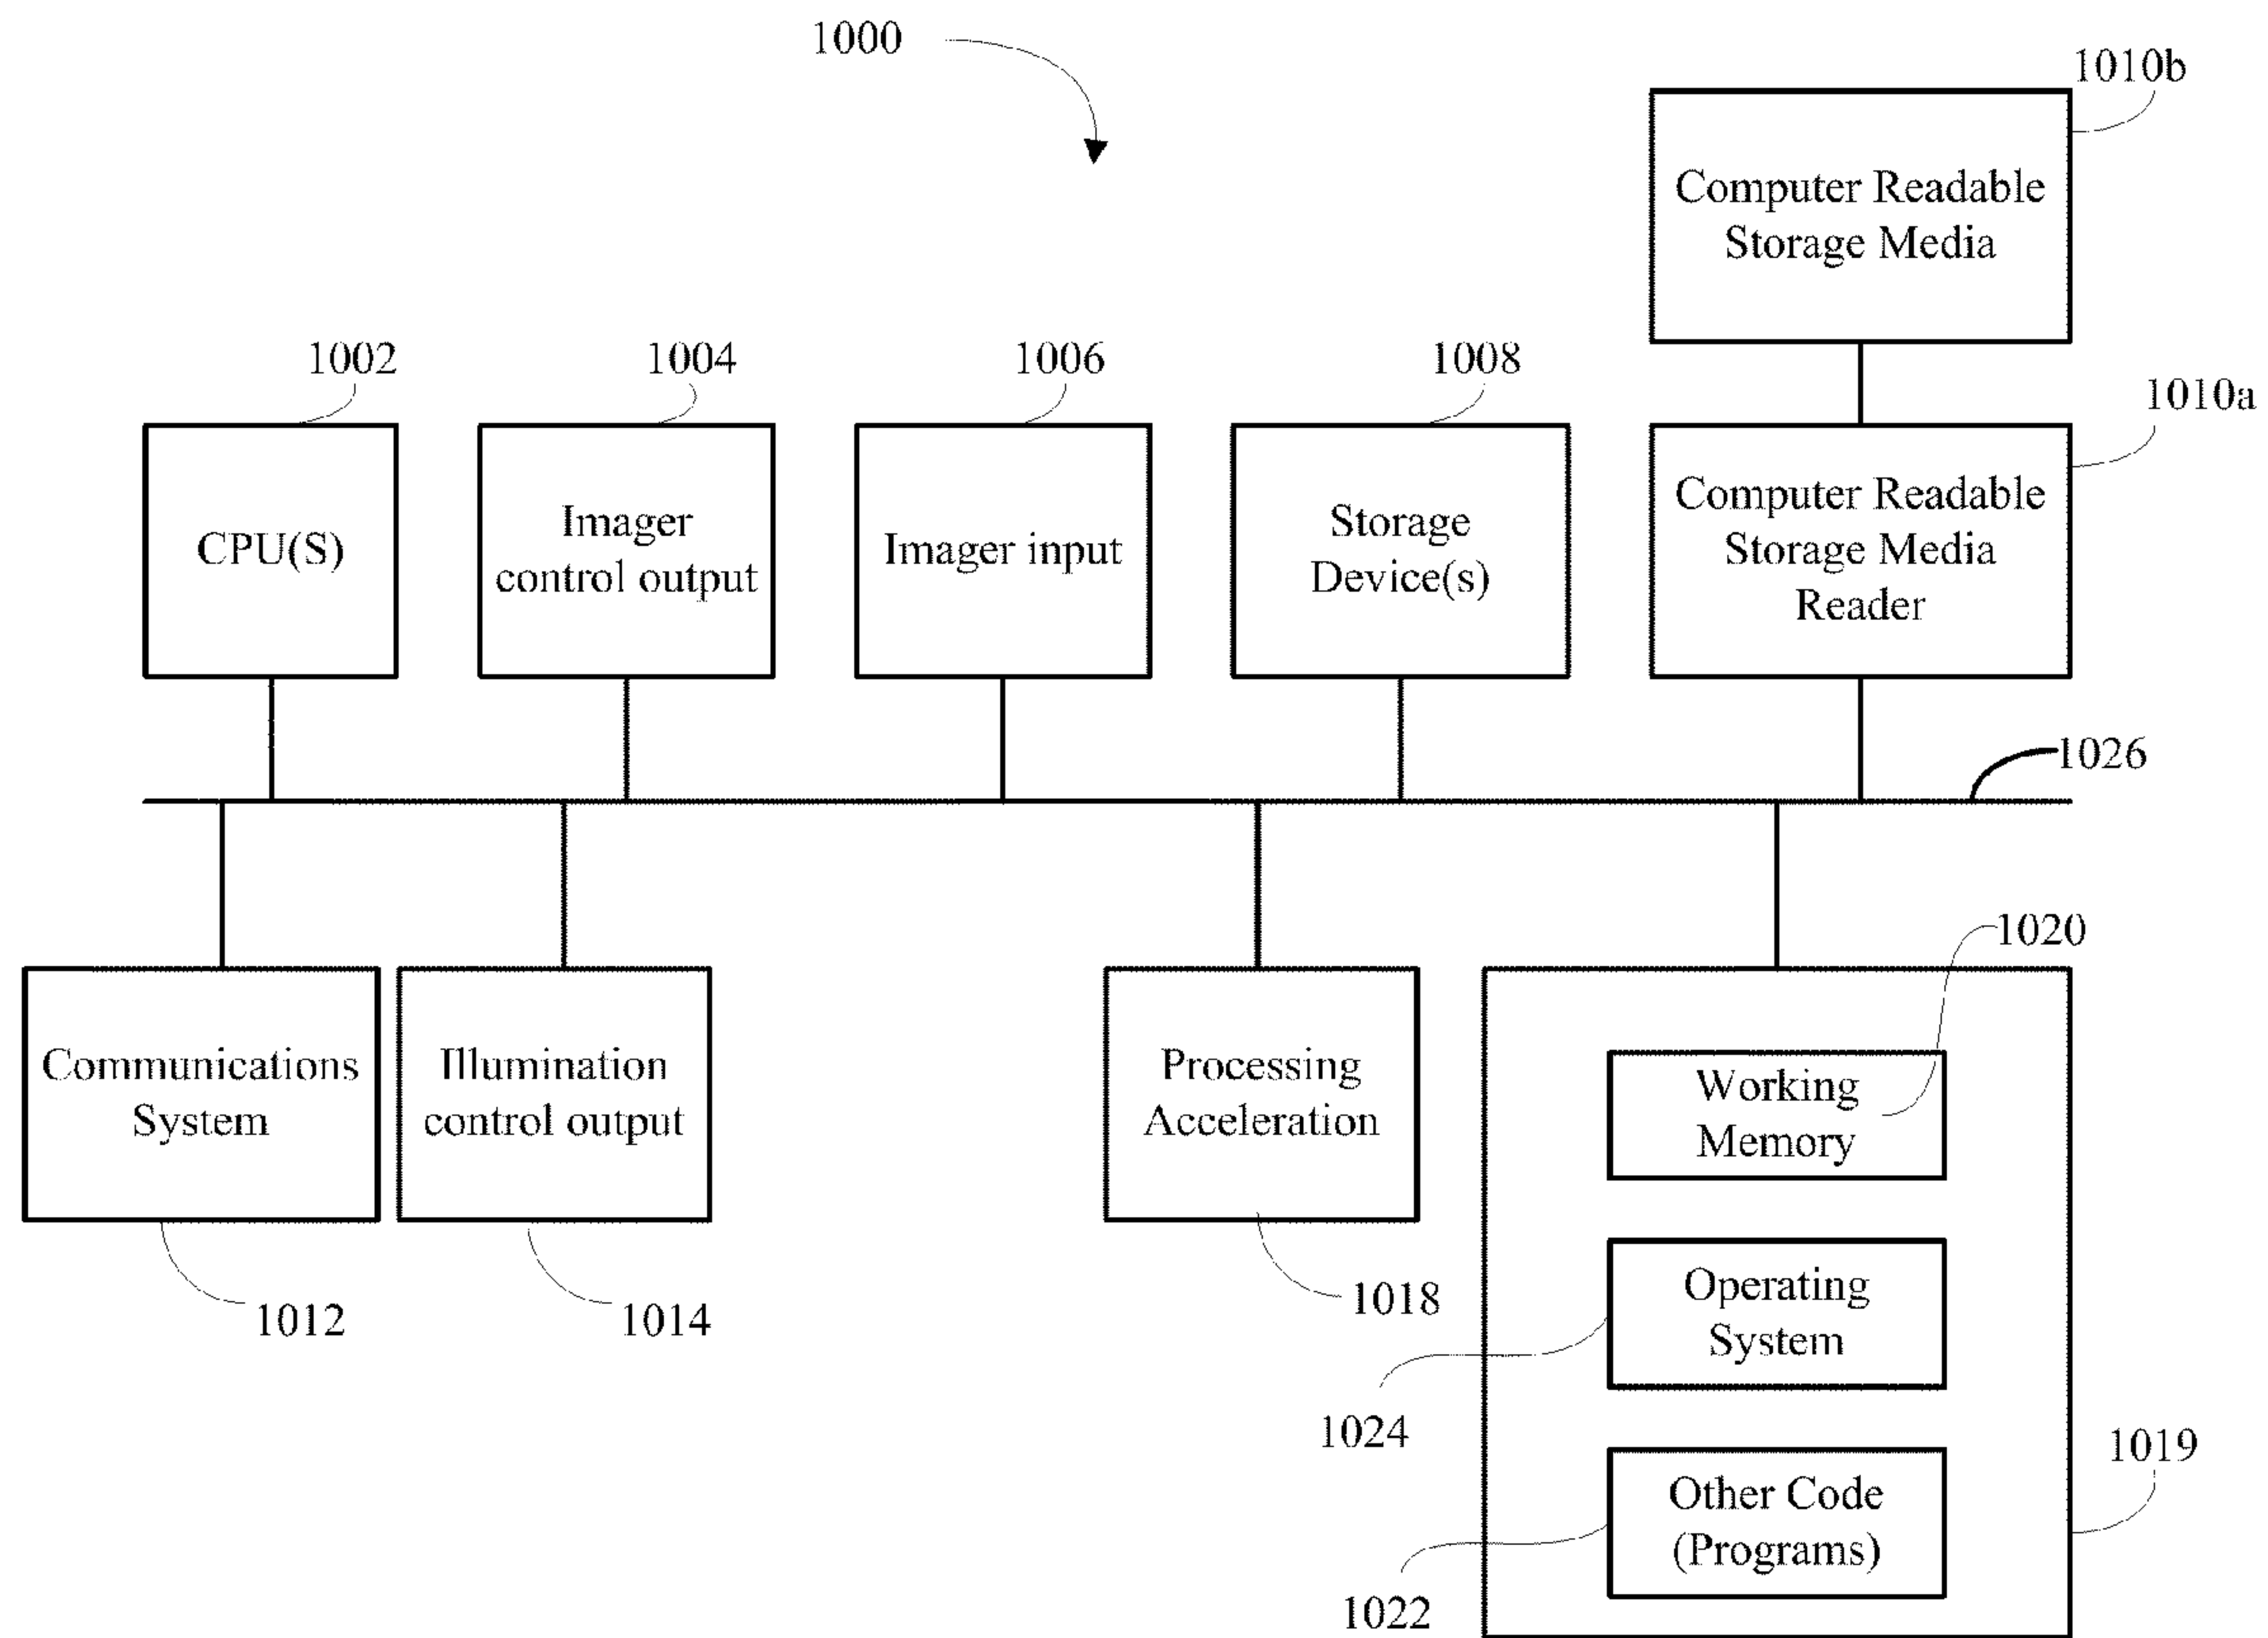 1000
1010b
Computer Readable
Storage Media
1002
1004
1006
1008
1010a
CPU(S)
Imager
control output
Imager input
Storage
Device(s)
Computer Readable
Storage Media
Reader
1026
1020
Communications
System
Illumination
control output
Processing
Acceleration
Working
Memory
1012
1014
1018
Operating
System
1024
1019
Other Code
(Programs)
1022